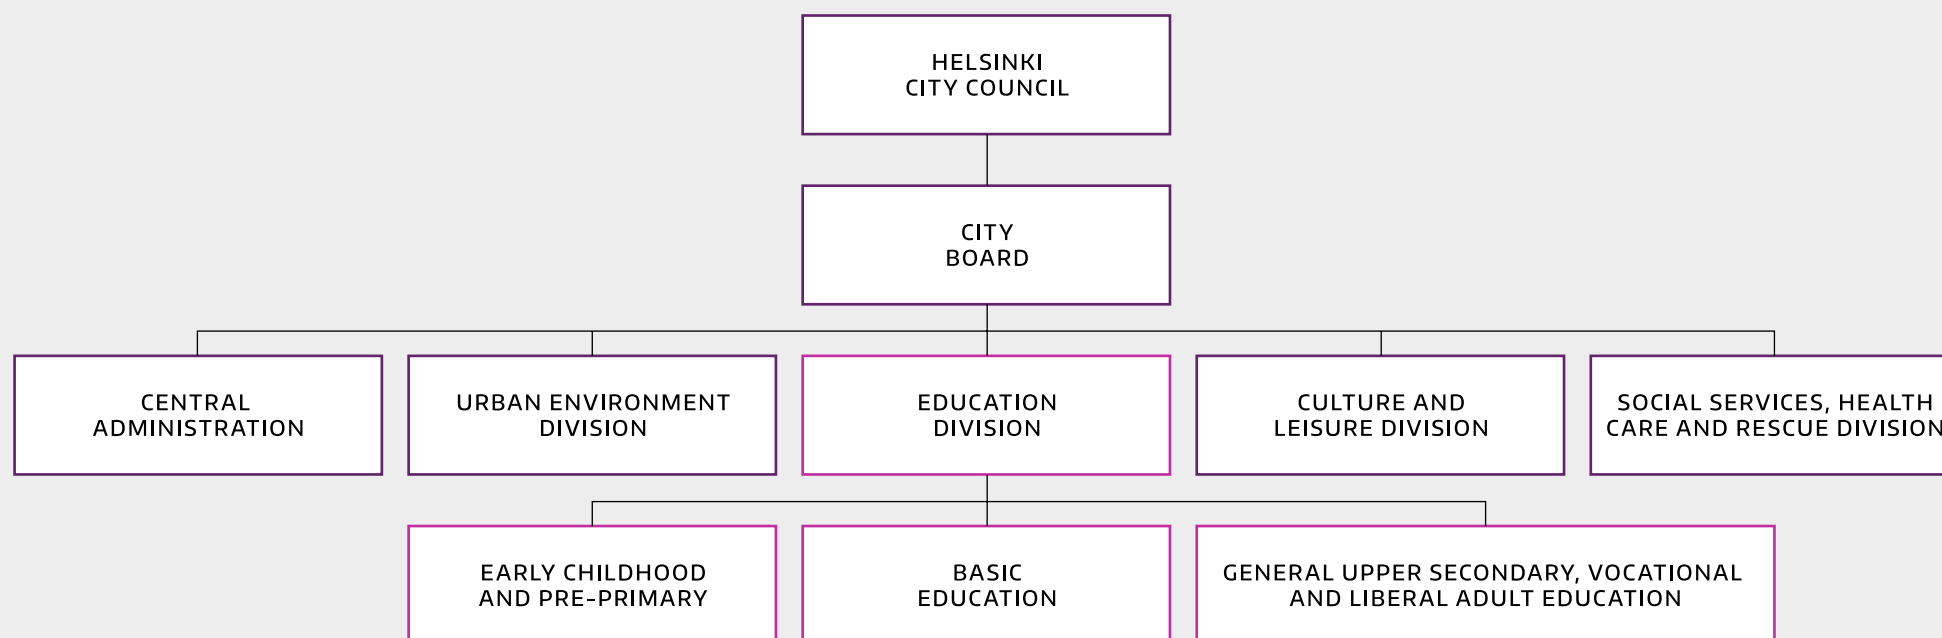 HELSINKI
CITY COUNCIL
CITY
BOARD
CENTRAL
ADMINISTRATION
URBAN ENVIRONMENT
DIVISION
EDUCATION
DIVISION
CULTURE AND
LEISURE DIVISION
SOCIAL SERVICES, HEALTH
CARE AND RESCUE DIVISION
EARLY CHILDHOOD
AND PRE-PRIMARY
BASIC
EDUCATION
GENERAL UPPER SECONDARY, VOCATIONAL
AND LIBERAL ADULT EDUCATION